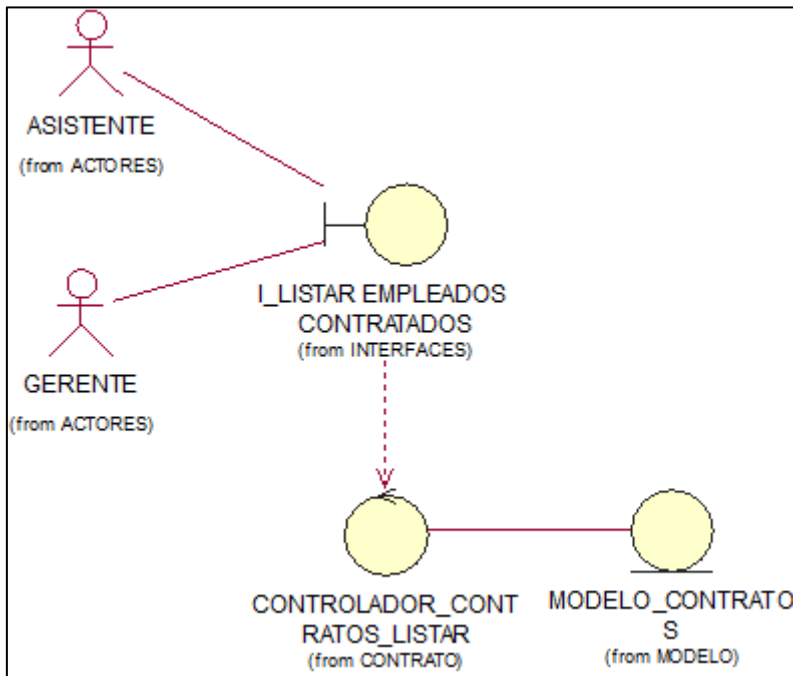 ASISTENTE
(from ACTORES)
I_LISTAR EMPLEADOS
CONTRATADOS
(from INTERFACES)
GERENTE
(from ACTORES)
CONTROLADOR_CONT
RATOS_LISTAR
(from CONTRATO)
MODELO_CONTRATO
S
(from MODELO)